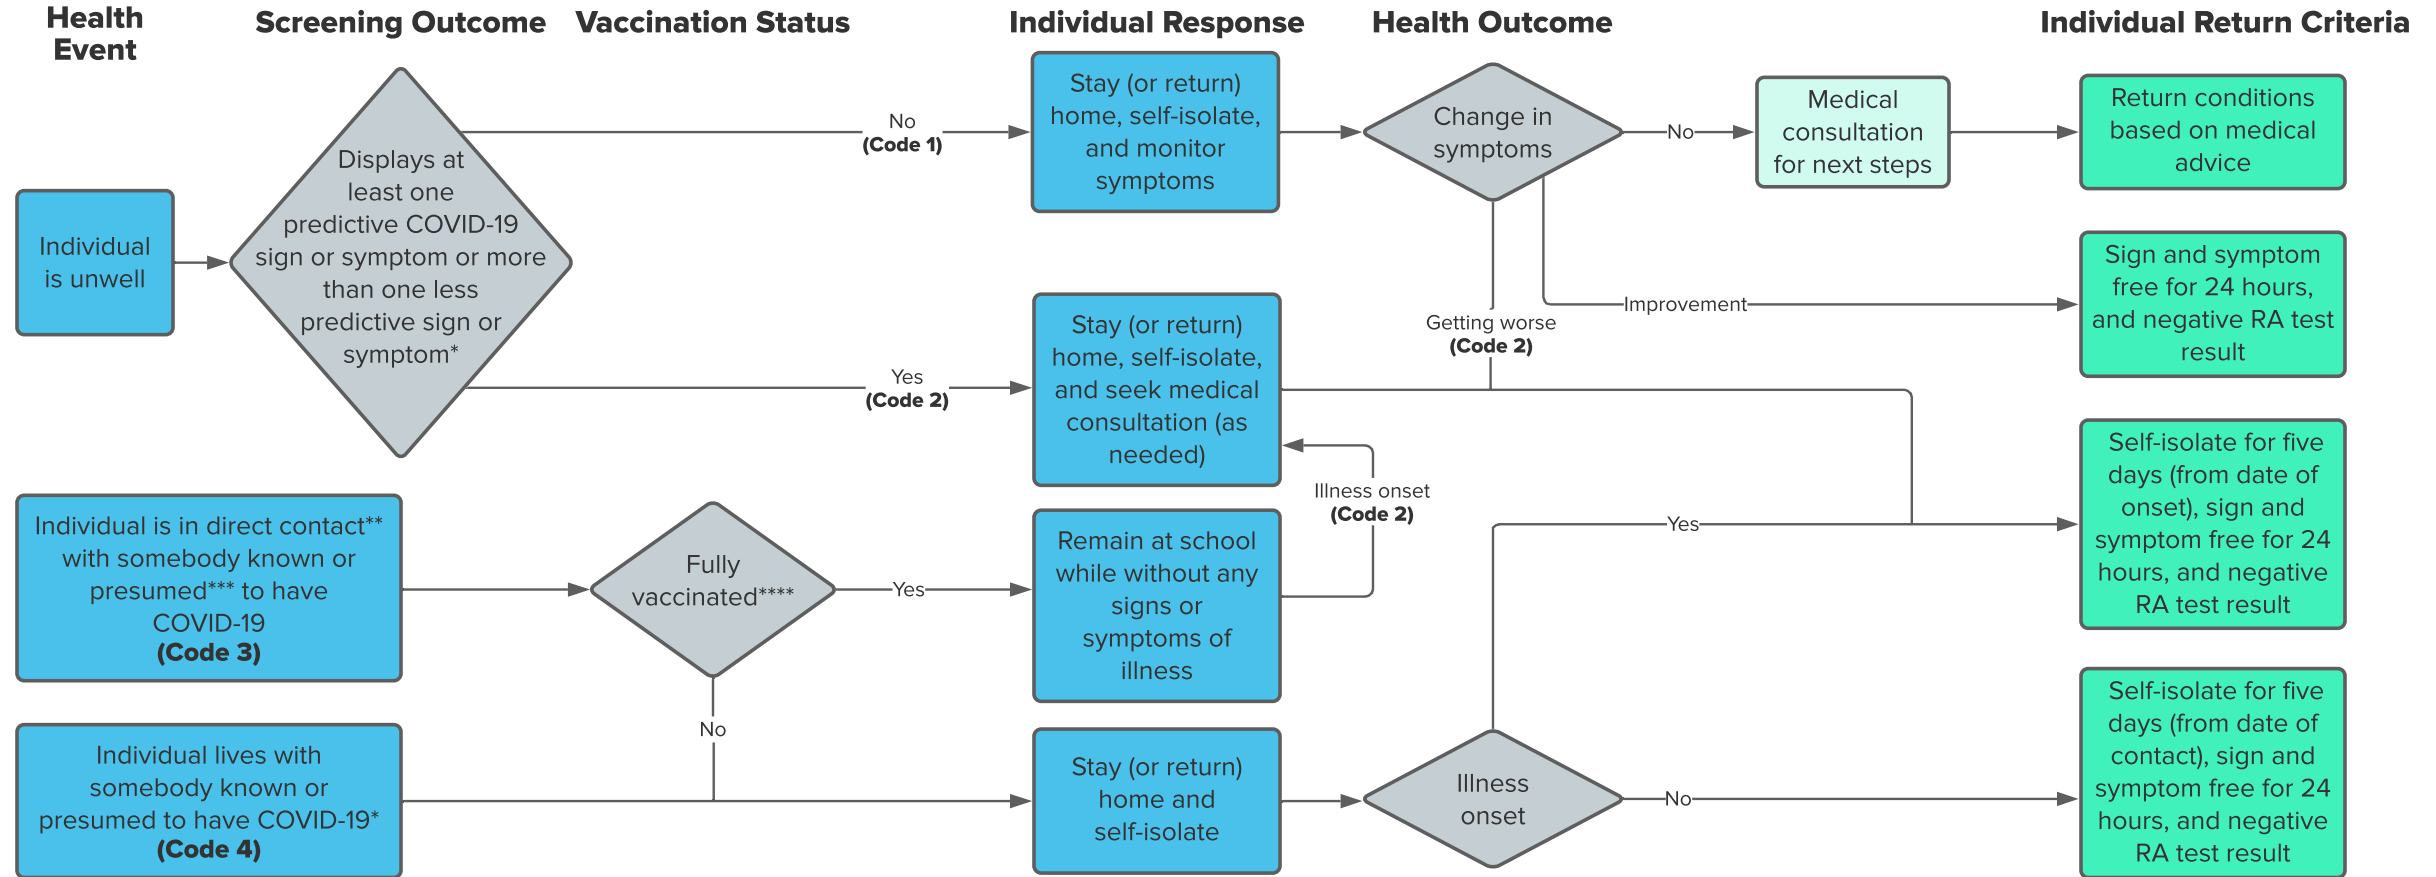 Health
Event
Screening Outcome
Vaccination Status
Individual Response
Health Outcome
Individual Return Criteria
Individual
is unwell
Displays at
least one
predictive COVID-19
sign or symptom or more
than one less
predictive sign or
symptom*
No
(Code 1)
Stay (or return)
home, self-isolate,
and monitor
symptoms
Change in
symptoms
No
Medical
consultation
for next steps
Return conditions
based on medical
advice
Improvement
Sign and symptom
free for 24 hours,
and negative RA test
result
Getting worse
(Code 2)
Yes
(Code 2)
Stay (or return)
home, self-isolate,
and seek medical
consultation (as
needed)
Illness onset
(Code 2)
Individual is in direct contact**
with somebody known or
presumed*** to have
COVID-19
(Code 3)
Fully
vaccinated****
Yes
Remain at school
while without any
signs or
symptoms of
illness
Yes
Self-isolate for five
days (from date of
onset), sign and
symptom free for 24
hours, and negative
RA test result
No
Individual lives with
somebody known or
presumed to have COVID-19*
(Code 4)
Stay (or return)
home and
self-isolate
Illness
onset
No
Self-isolate for five
days (from date of
contact), sign and
symptom free for 24
hours, and negative
RA test result